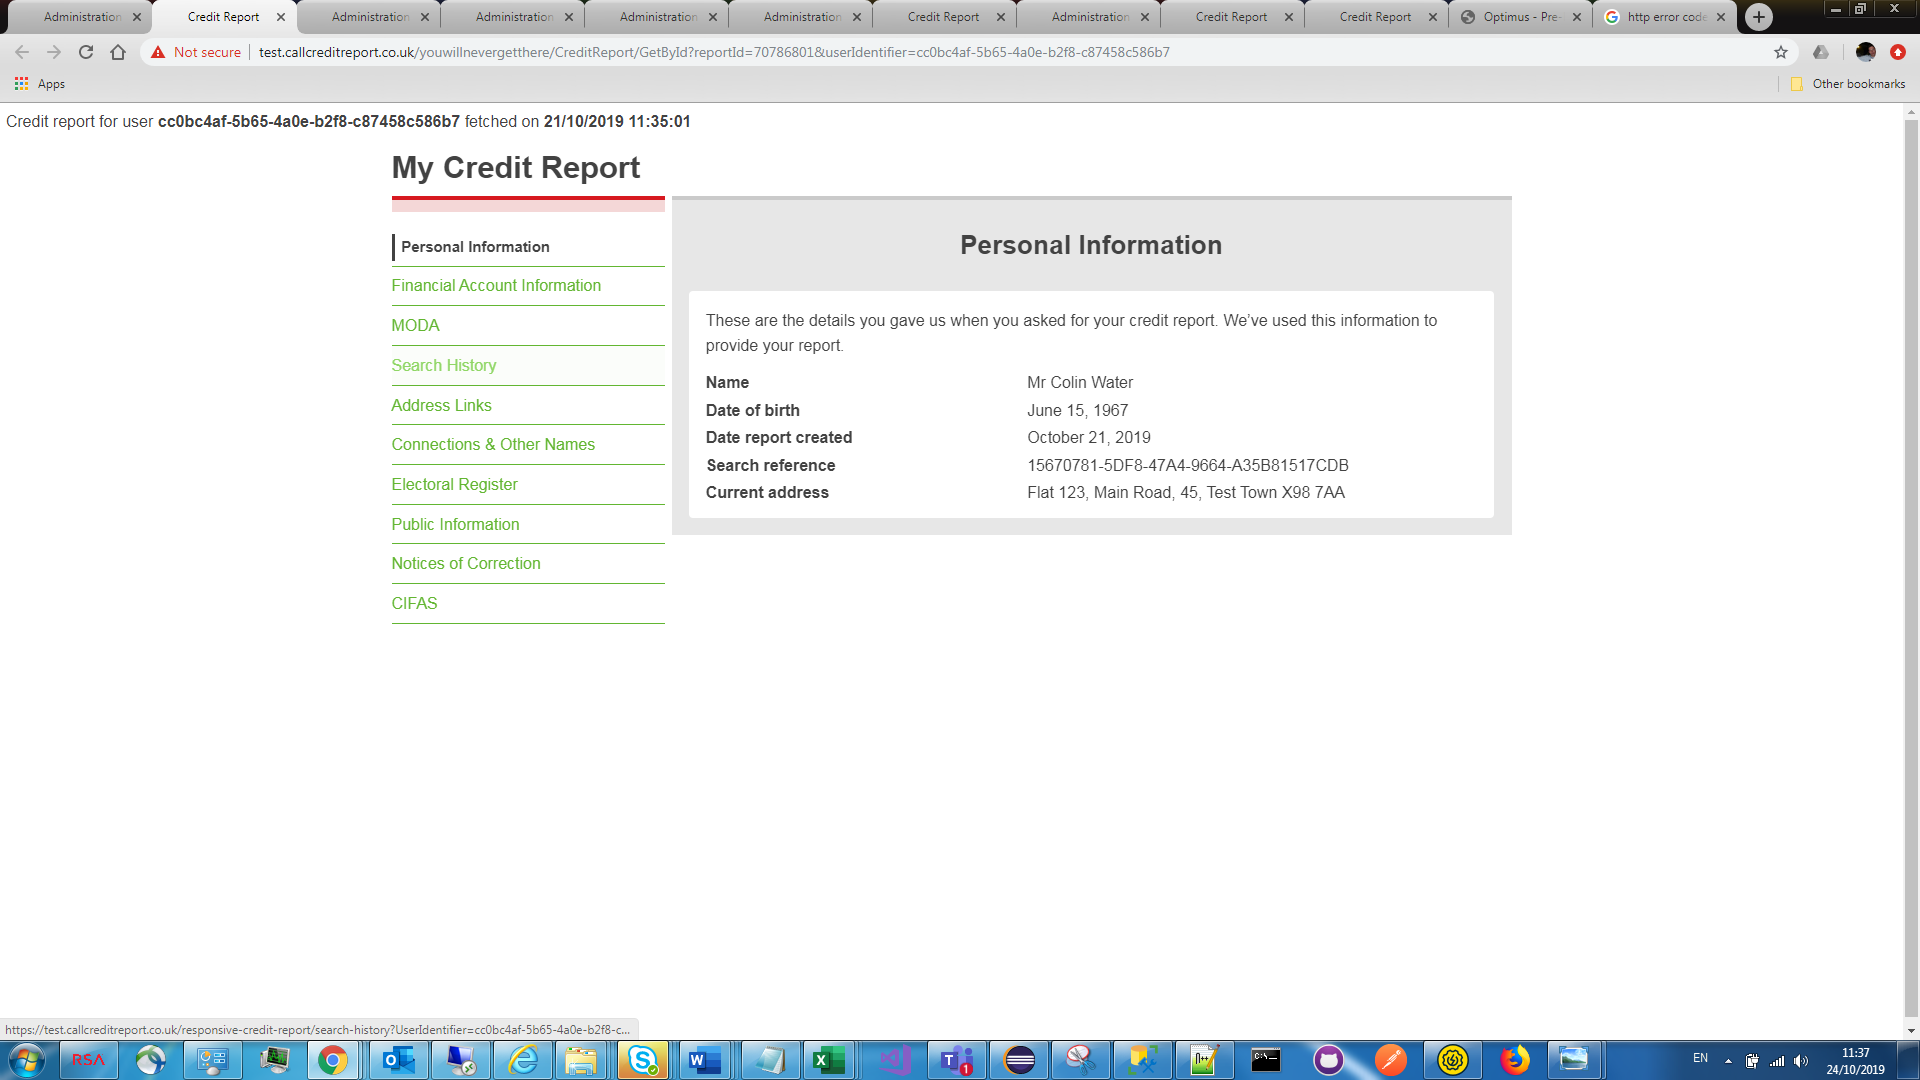 Administration
Credit Report
Administration
Administration
Administration
Administration
Credit Report
Administration
Credit Report
Credit Report
Optimus - Pre-
http error code
Not secure
test.callcreditreport.co.uk/youwillnevergetthere/CreditReport/GetById?reportId=70786801&userIdentifier=cc0bc4af-5b65-4a0e-b2f8-c87458c586b7
Apps
Other bookmarks
Credit report for user cc0bc4af-5b65-4a0e-b2f8-c87458c586b7 fetched on 21/10/2019 11:35:01
My Credit Report
Personal Information
Financial Account Information
MODA
Search History
Address Links
Connections & Other Names
Electoral Register
Public Information
Notices of Correction
CIFAS
Personal Information
These are the details you gave us when you asked for your credit report. We’ve used this information to
provide your report.
Name Mr Colin Water
Date of birth June 15, 1967
Date report created October 21, 2019
Search reference 15670781-5DF8-47A4-9664-A35B81517CDB
Current address Flat 123, Main Road, 45, Test Town X98 7AA
https://test.callcreditreport.co.uk/responsive-credit-report/search-history?UserIdentifier=cc0bc4af-5b65-4a0e-b2f8-c...
RSA
EN
11:37
24/10/2019